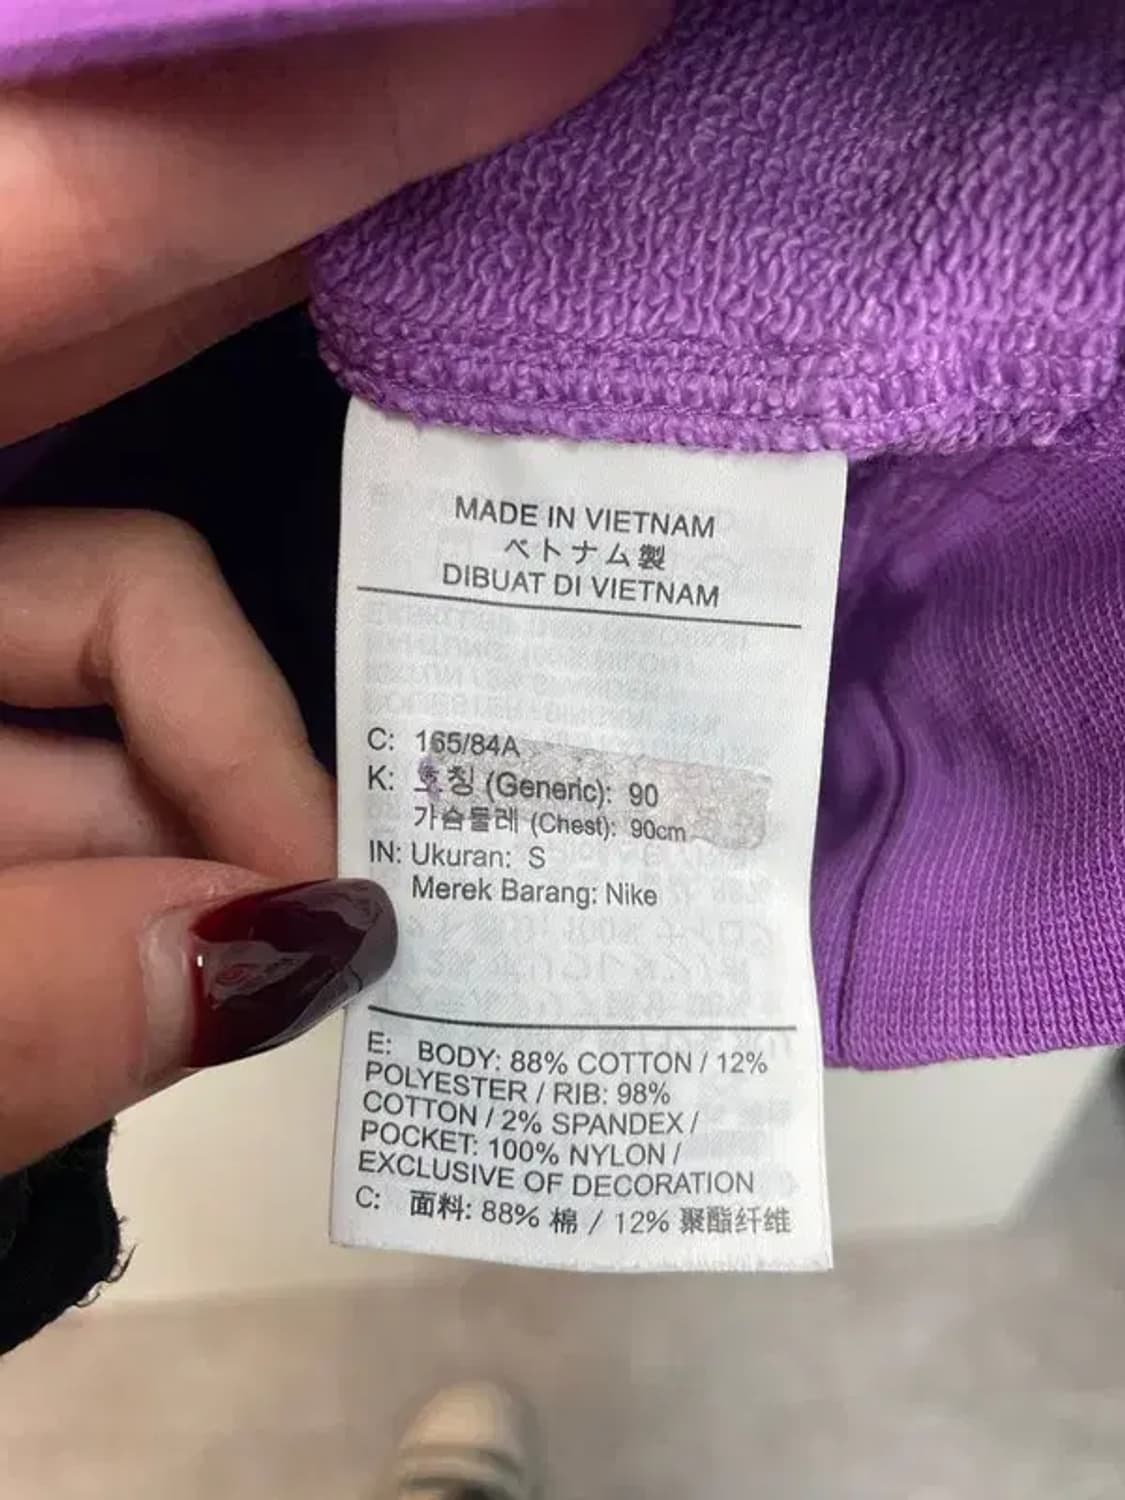 MADE IN VIETNAM
ベトナム製
DIBUAT DI VIETNAM
C: 165/84A
K: 호칭 (Generic): 90
가슴둘레 (Chest): 90cm
IN: Ukuran: S
Merek Barang: Nike
E: BODY: 88% COTTON / 12%
POLYESTER / RIB: 98%
COTTON / 2% SPANDEX /
POCKET: 100% NYLON /
EXCLUSIVE OF DECORATION
C: 面料: 88% 棉 / 12% 聚酯纤维